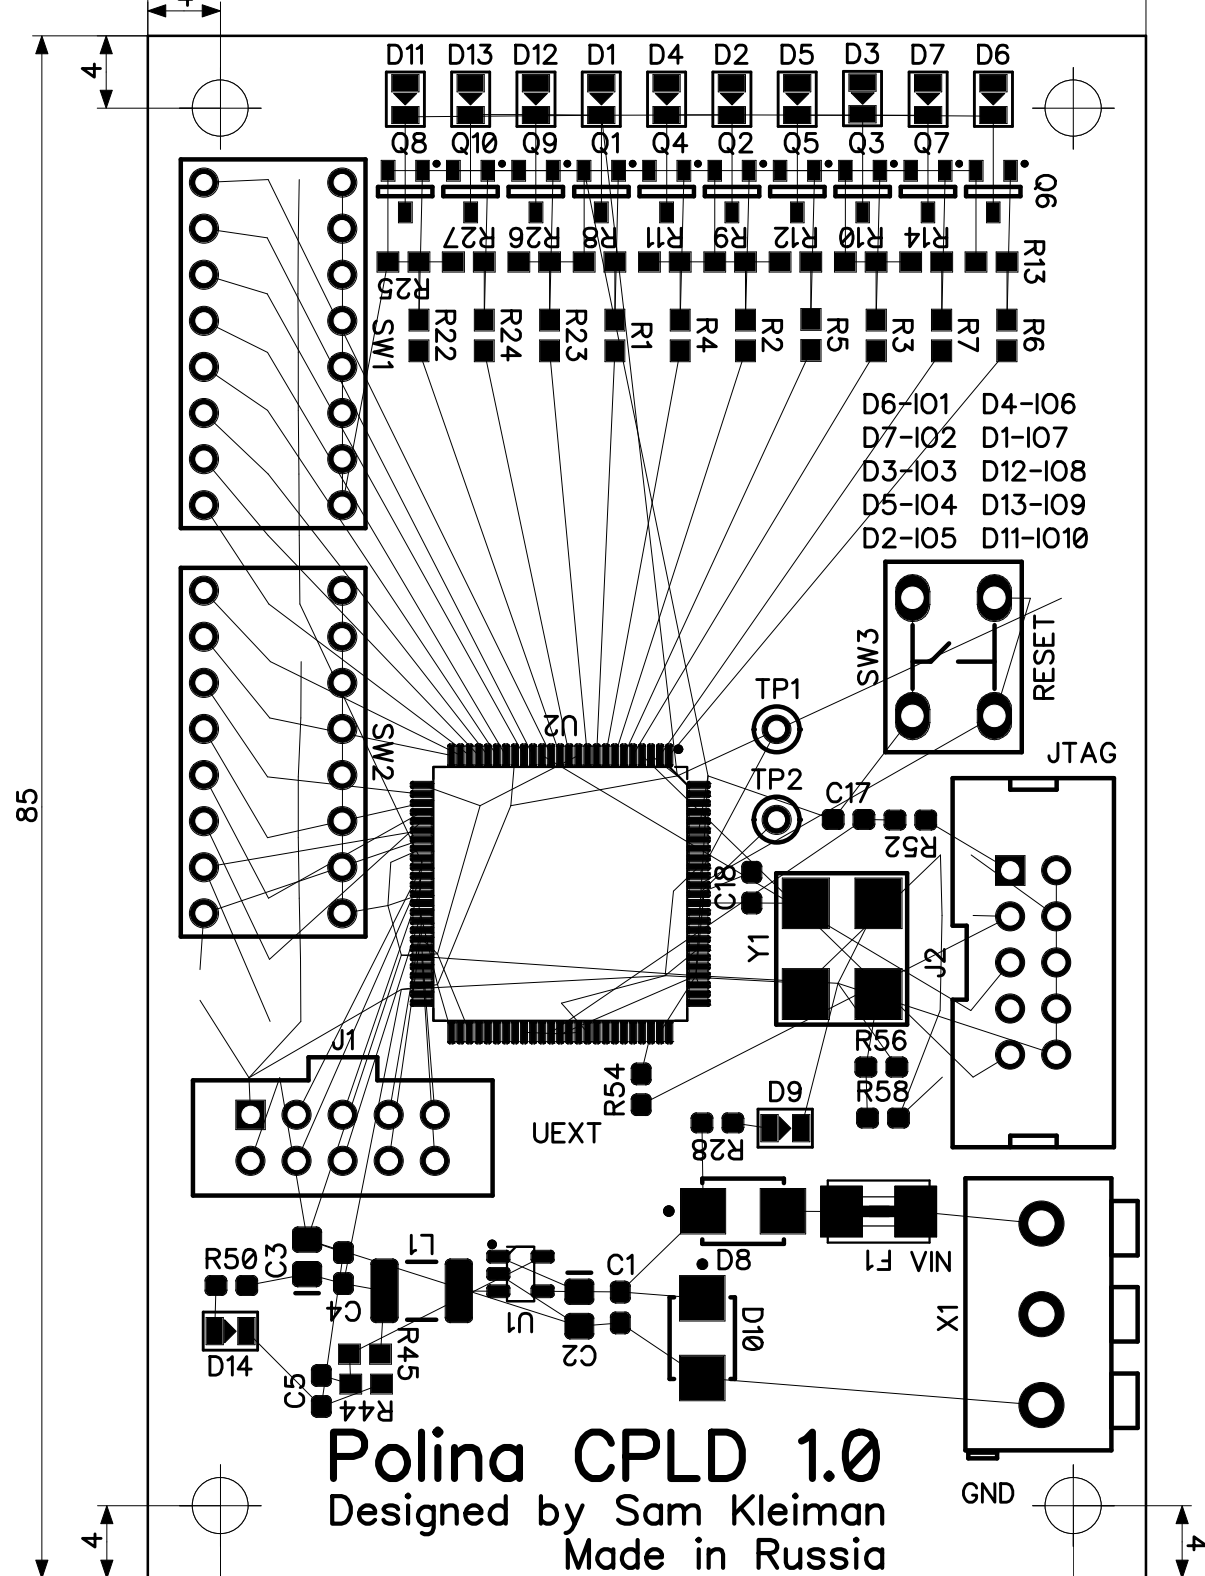 4
4
D11 D13 D12 D1 D4 D2 D5 D3 D7 D6
Q8 Q10 Q9 Q1 Q4 Q2 Q5 Q3 Q7
Q6
R27 R26 R8 R11 R9 R12 R10 R14
R13
R25
SW1
R22 R24 R23 R1 R4 R2 R5 R3 R7 R6
D6-IO1 D4-IO6
D7-IO2 D1-IO7
D3-IO3 D12-IO8
D5-IO4 D13-IO9
D2-IO5 D11-IO10
SW3
RESET
TP1
U2
SW2
JTAG
TP2
85
C17
R52
C18
Y1
J2
J1
R56
R54
D9
R58
UEXT
R28
R50
C3
L1
D8
F1
VIN
C1
C4
U1
D10
X1
D14
R45
C2
C5
R44
Polina CPLD 1.0
GND
Designed by Sam Kleiman
4
4
Made in Russia